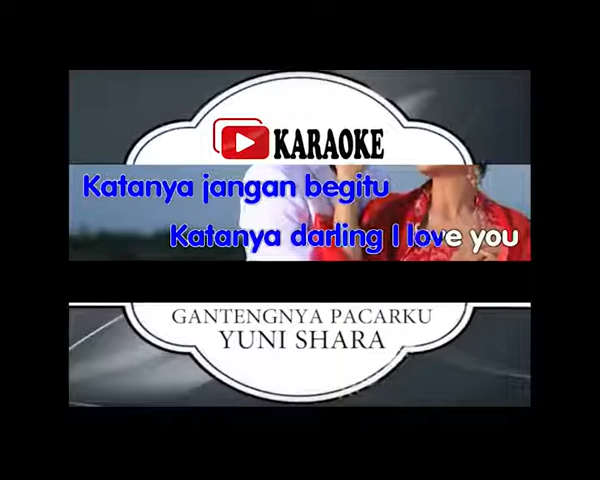 KARAOKE
Katanya jangan begitu
Katanya darling I love you
GANTENGNYA PACARKU
YUNI SHARA